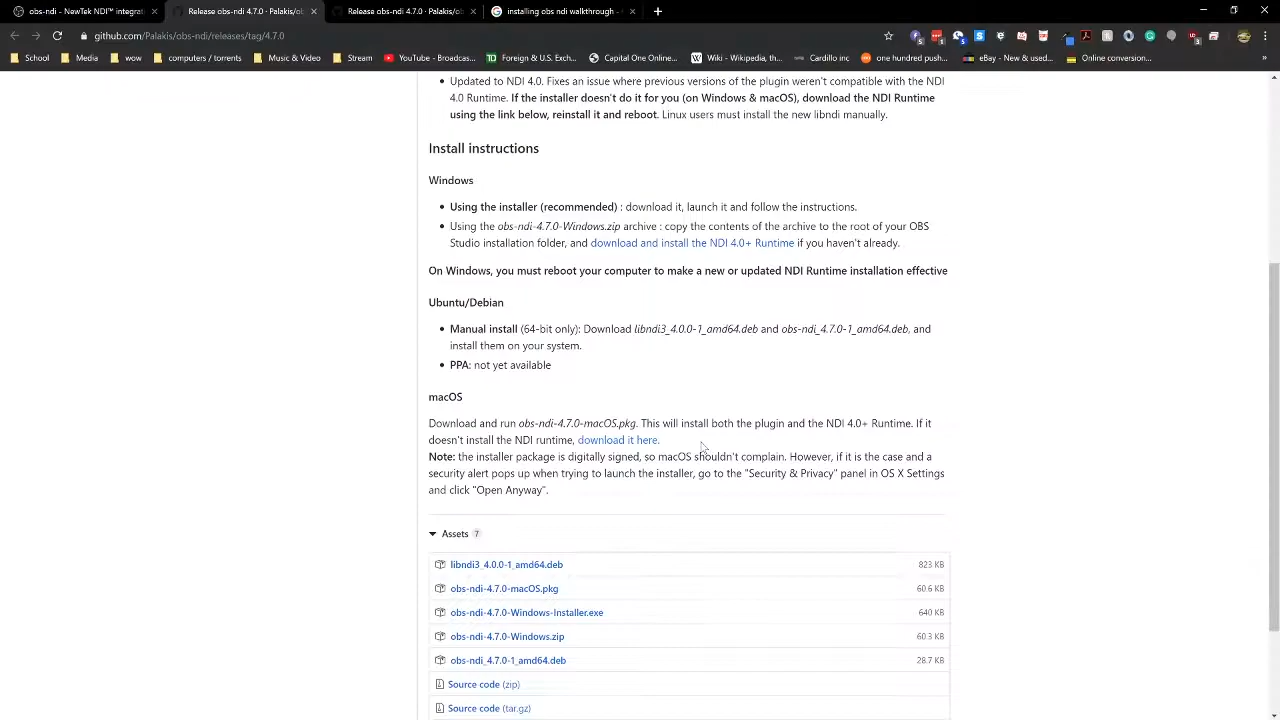 obs-ndi - NewTek NDI™ integrati
Release obs-ndi 4.7.0 · Palakis/ob
Release obs-ndi 4.7.0 · Palakis/ob
installing obs ndi walkthrough -
github.com/Palakis/obs-ndi/releases/tag/4.7.0
School
Media
wow
computers / torrents
Music & Video
Stream
YouTube - Broadcas...
Foreign & U.S. Exch...
Capital One Online...
Wiki - Wikipedia, th...
Cardillo inc
one hundred push...
eBay - New & used...
Online conversion...
Updated to NDI 4.0. Fixes an issue where previous versions of the plugin weren't compatible with the NDI
4.0 Runtime. If the installer doesn't do it for you (on Windows & macOS), download the NDI Runtime
using the link below, reinstall it and reboot. Linux users must install the new libndi manually.
Install instructions
Windows
Using the installer (recommended) : download it, launch it and follow the instructions.
Using the obs-ndi-4.7.0-Windows.zip archive : copy the contents of the archive to the root of your OBS
Studio installation folder, and download and install the NDI 4.0+ Runtime if you haven't already.
On Windows, you must reboot your computer to make a new or updated NDI Runtime installation effective
Ubuntu/Debian
Manual install (64-bit only): Download libndi3_4.0.0-1_amd64.deb and obs-ndi_4.7.0-1_amd64.deb, and
install them on your system.
PPA: not yet available
macOS
Download and run obs-ndi-4.7.0-macOS.pkg. This will install both the plugin and the NDI 4.0+ Runtime. If it
doesn't install the NDI runtime, download it here.
Note: the installer package is digitally signed, so macOS shouldn't complain. However, if it is the case and a
security alert pops up when trying to launch the installer, go to the "Security & Privacy" panel in OS X Settings
and click "Open Anyway".
Assets 7
libndi3_4.0.0-1_amd64.deb 823 KB
obs-ndi-4.7.0-macOS.pkg 60.6 KB
obs-ndi-4.7.0-Windows-Installer.exe 640 KB
obs-ndi-4.7.0-Windows.zip 60.3 KB
obs-ndi_4.7.0-1_amd64.deb 28.7 KB
Source code (zip)
Source code (tar.gz)